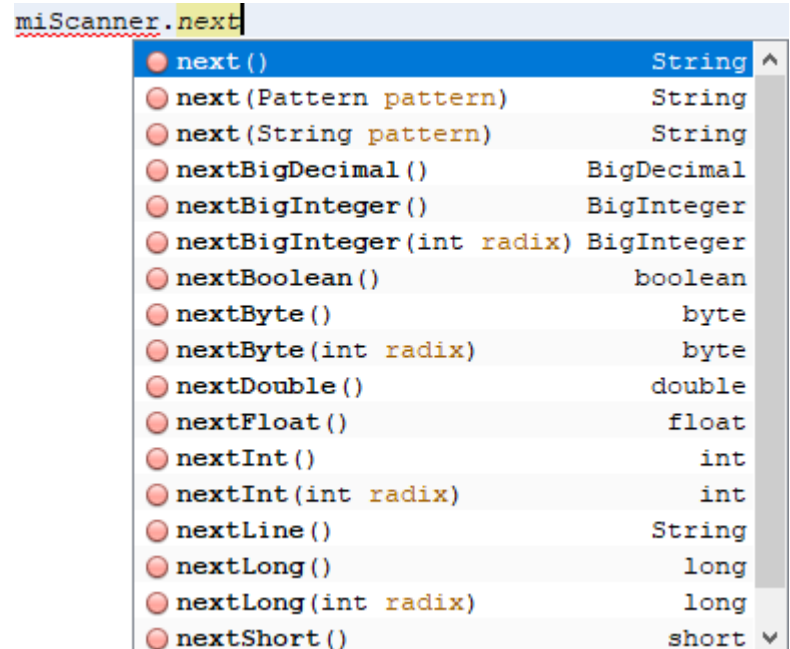 miScanner.next
next() String
next(Pattern pattern) String
next(String pattern) String
nextBigDecimal() BigDecimal
nextBigInteger() BigInteger
nextBigInteger(int radix) BigInteger
nextBoolean() boolean
nextByte() byte
nextByte(int radix) byte
nextDouble() double
nextFloat() float
nextInt() int
nextInt(int radix) int
nextLine() String
nextLong() long
nextLong(int radix) long
nextShort() short